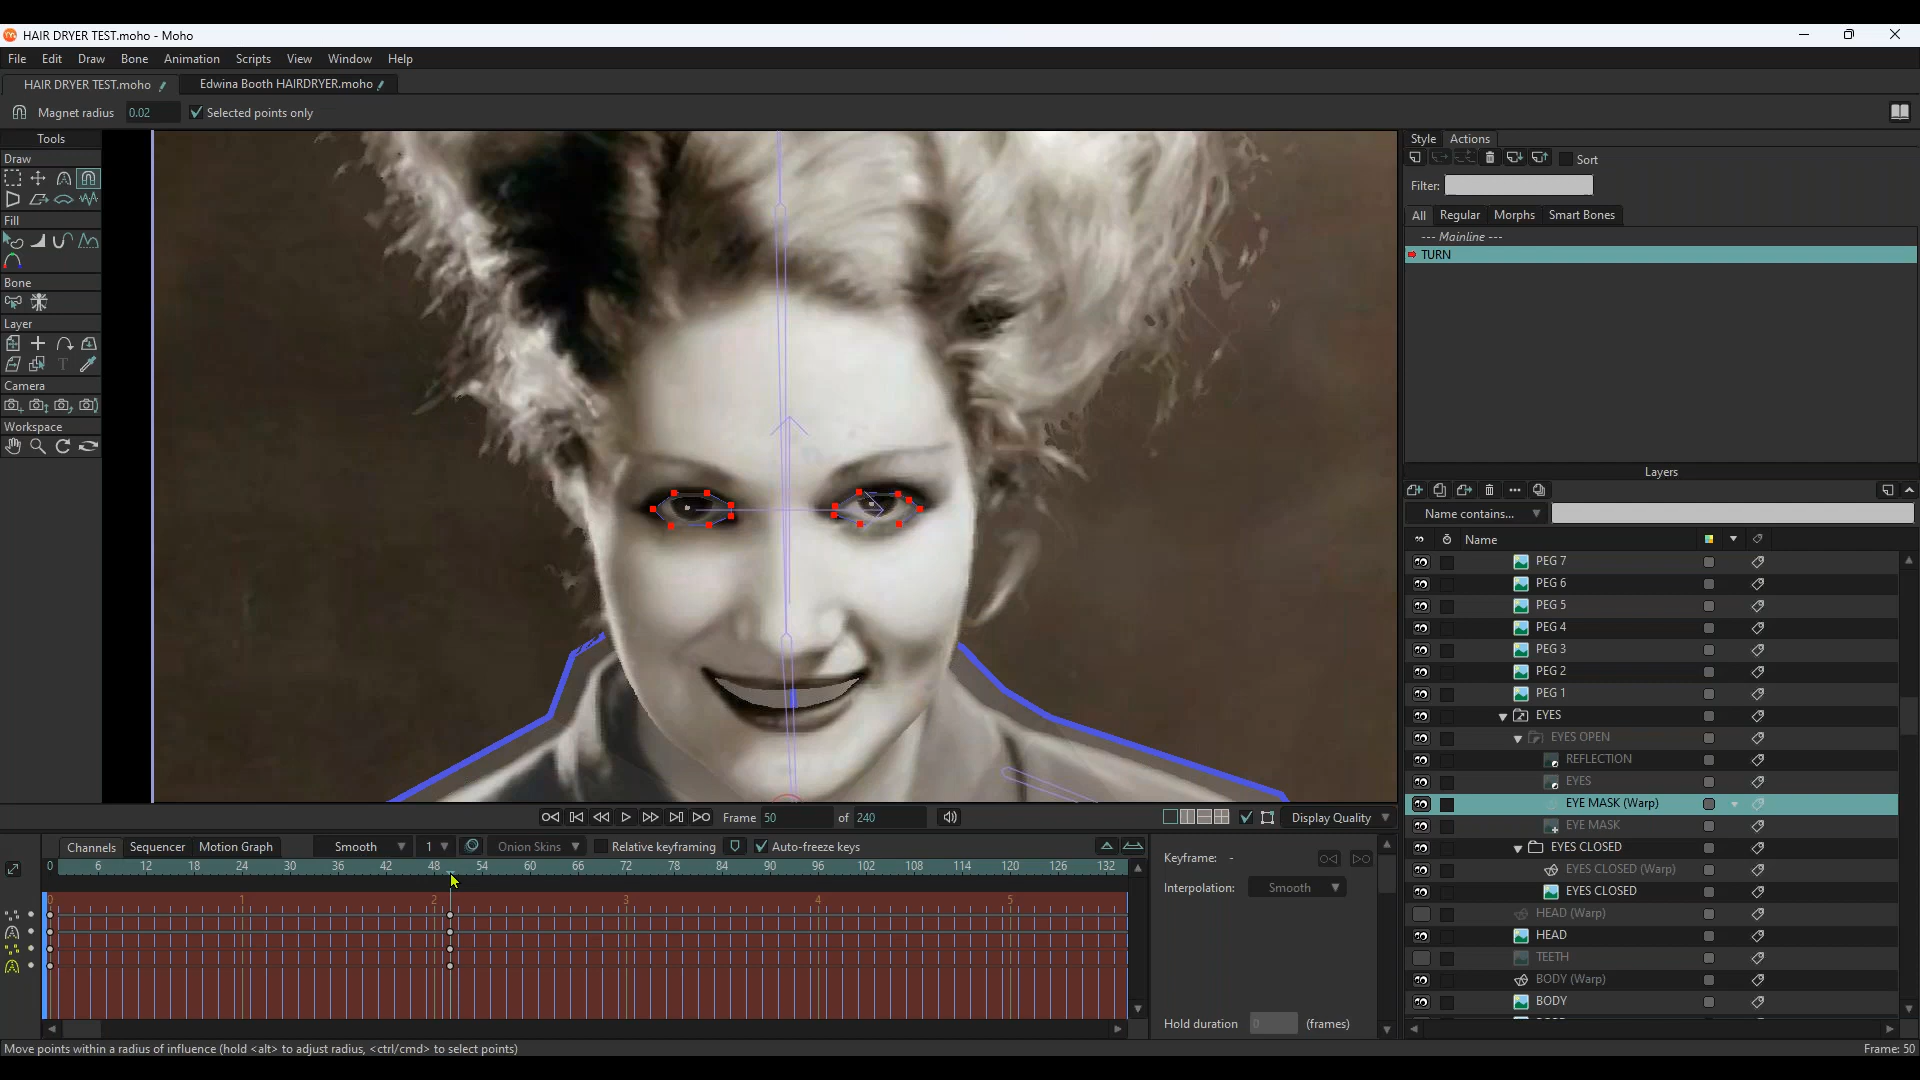 HAIR DRYER TEST.moho - Moho
File Edit Draw Bone Animation Scripts View Window Help
HAIR DRYER TEST.moho Edwina Booth HAIRDRYER.moho
Magnet radius 0.02 Selected points only
Tools
Draw
Fill
Bone
Layer
Camera
Workspace
Style Actions
Sort
Filter:
All Regular Morphs Smart Bones
--- Mainline ---
TURN
Layers
Name contains...
Name
PEG 7
PEG 6
PEG 5
PEG 4
PEG 3
PEG 2
PEG 1
EYES
EYES OPEN
REFLECTION
EYES
EYE MASK (Warp)
EYE MASK
EYES CLOSED
EYES CLOSED (Warp)
EYES CLOSED
HEAD (Warp)
HEAD
TEETH
BODY (Warp)
BODY
Frame 50 of 240 Display Quality
Channels Sequencer Motion Graph Smooth 1 Onion Skins Relative keyframing Auto-freeze keys
0 6 12 18 24 30 36 42 48 54 60 66 72 78 84 90 96 102 108 114 120 126 132
0 1 2 3 4 5
Keyframe: -
Interpolation: Smooth
Hold duration 0 (frames)
Move points within a radius of influence (hold <alt> to adjust radius, <ctrl/cmd> to select points) Frame: 50